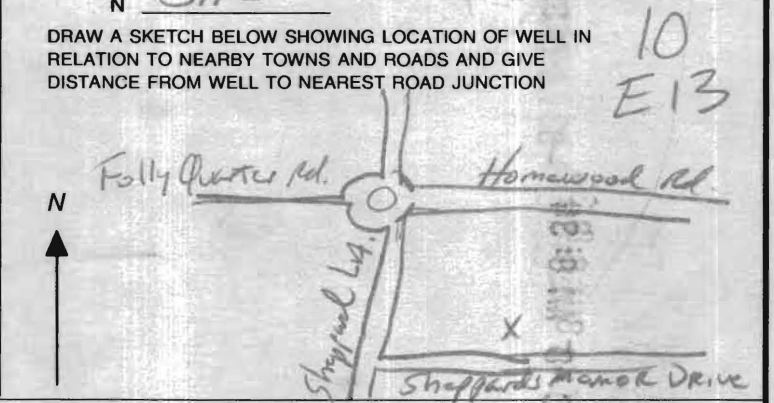 N
DRAW A SKETCH BELOW SHOWING LOCATION OF WELL IN
RELATION TO NEARBY TOWNS AND ROADS AND GIVE
DISTANCE FROM WELL TO NEAREST ROAD JUNCTION
10
E13
Folly Quarter Rd.
Homewood Rd.
N
Sheppard Ln.
X
Sheppards Manor Drive